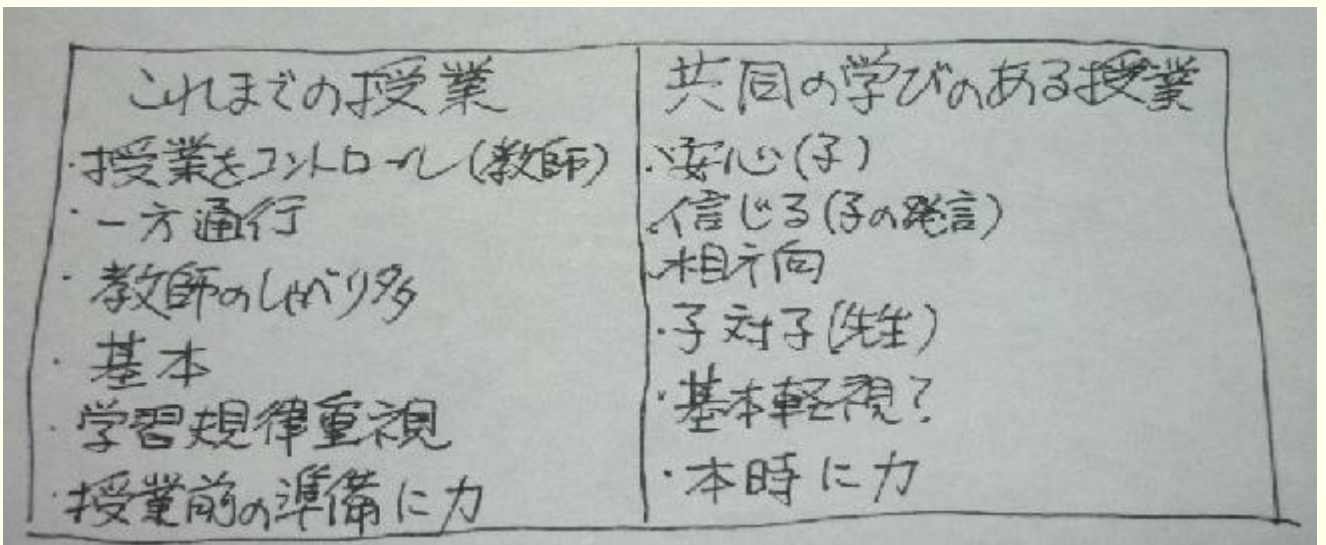 これまでの授業
・授業をコントロール(教師)
・一方通行
・教師のしゃべり多
・基本
・学習規律重視
・授業前の準備に力
共同の学びのある授業
・安心(子)
・信じる(子の発言)
・相方向
・子対子(先生)
・基本軽視?
・本時に力